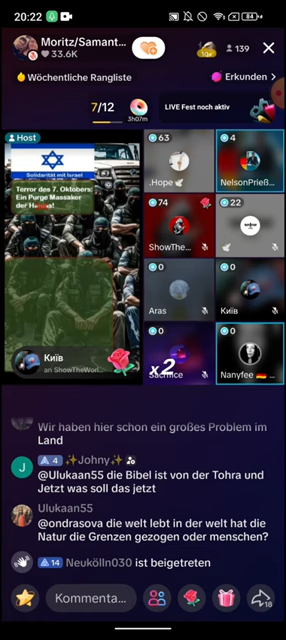 20:22
84
Moritz/Samant...
33.6K
10K
139
Wöchentliche Rangliste
Erkunden >
7/12
3h07m
LIVE Fest noch aktiv
Host
Solidarität mit Israel
Terror des 7. Oktobers:
Ein Purge Massaker
der Hamas!
63
.Hope
4
NelsonPrieß...
74
ShowThe...
22
0
Aras
0
Київ
0
x2
0
Nanyfee
Київ
an ShowTheWorl...
Wir haben hier schon ein großes Problem im
Land
J
4 Johny
@Ulukaan55 die Bibel ist von der Tohra und
Jetzt was soll das jetzt
Ulukaan55
@ondrasova die welt lebt in der welt hat die
Natur die Grenzen gezogen oder menschen?
14 Neukölln030 ist beigetreten
Kommenta...
18